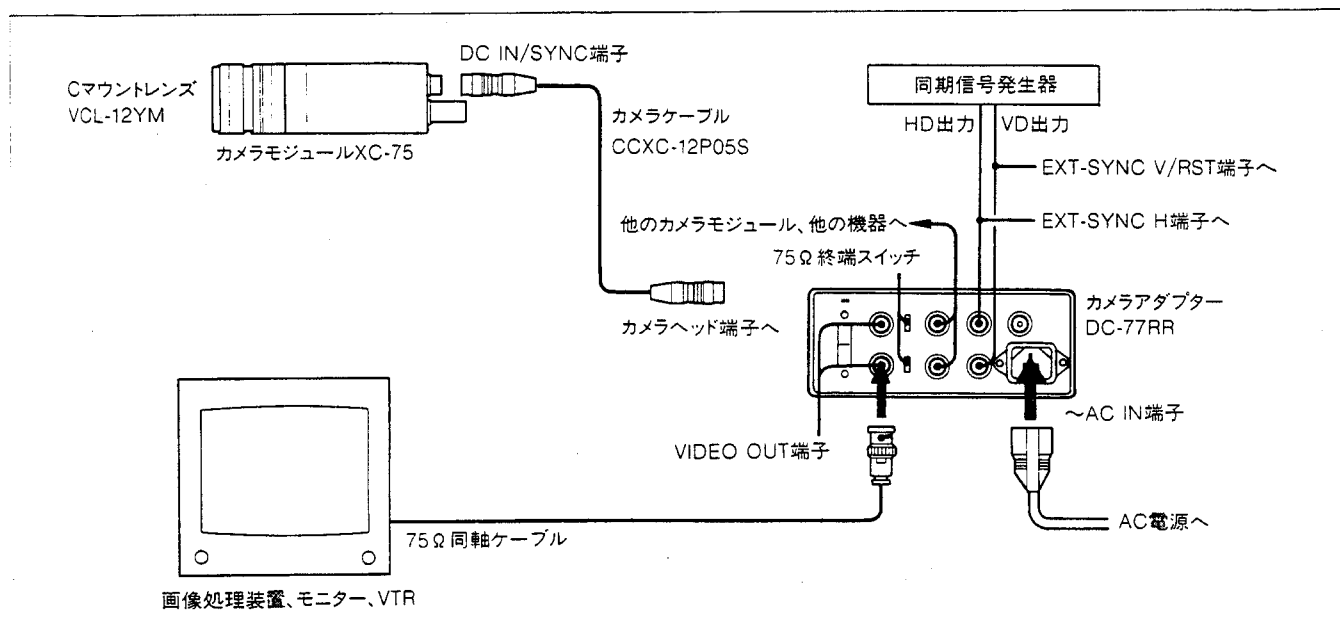 DC IN/SYNC端子
Cマウントレンズ
VCL-12YM
カメラモジュールXC-75
カメラケーブル
CCXC-12P05S
同期信号発生器
HD出力
VD出力
EXT-SYNC V/RST端子へ
EXT-SYNC H端子へ
他のカメラモジュール、他の機器へ
75Ω終端スイッチ
カメラヘッド端子へ
カメラアダプター
DC-77RR
〜AC IN端子
VIDEO OUT端子
AC電源へ
75Ω同軸ケーブル
画像処理装置、モニター、VTR